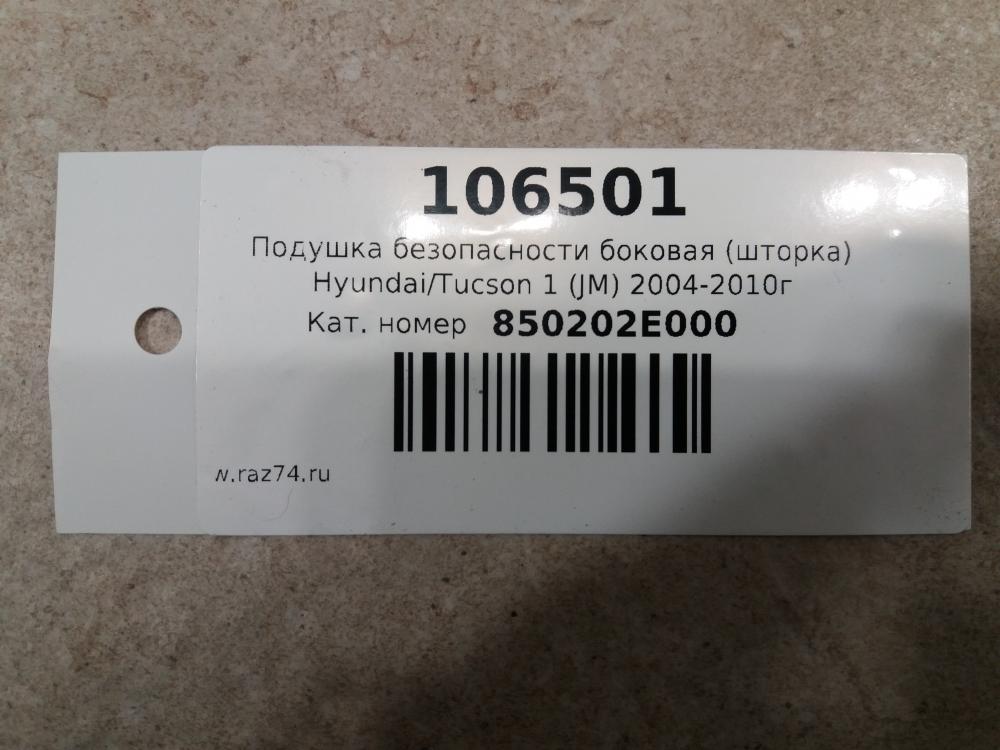 106501
Подушка безопасности боковая (шторка)
Hyundai/Tucson 1 (JM) 2004-2010г
Кат. номер 850202E000
w.raz74.ru